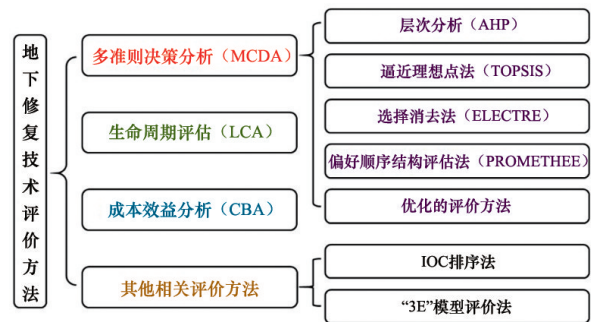 地下修复技术评价方法
多准则决策分析（MCDA）
生命周期评估（LCA）
成本效益分析（CBA）
其他相关评价方法
层次分析（AHP）
逼近理想点法（TOPSIS）
选择消去法（ELECTRE）
偏好顺序结构评估法（PROMETHEE）
优化的评价方法
IOC排序法
“3E”模型评价法